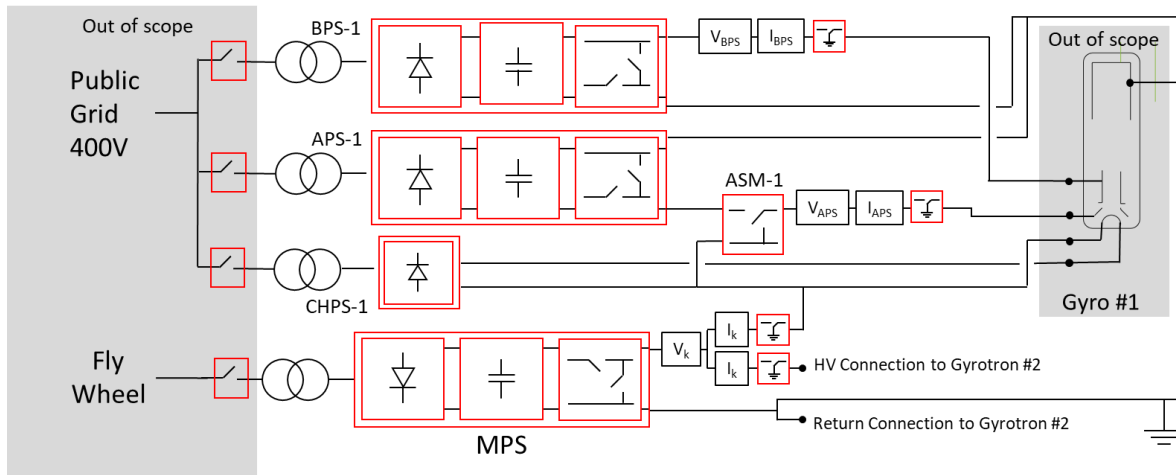 Out of scope
BPS-1
V_BPS
I_BPS
Out of scope
Public
Grid
400V
APS-1
ASM-1
V_APS
I_APS
CHPS-1
Gyro #1
Fly
Wheel
I_k
V_k
I_k
HV Connection to Gyrotron #2
MPS
Return Connection to Gyrotron #2